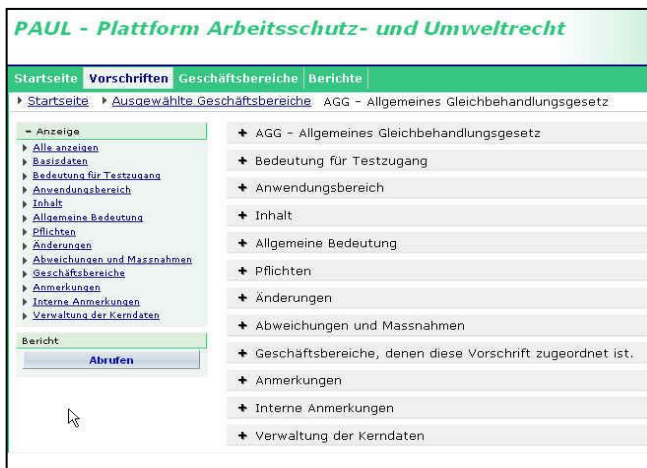 PAUL - Plattform Arbeitsschutz- und Umweltrecht
Startseite Vorschriften Geschäftsbereiche Berichte
Startseite Ausgewählte Geschäftsbereiche AGG - Allgemeines Gleichbehandlungsgesetz
- Anzeige
Alle anzeigen
Basisdaten
Bedeutung für Testzugang
Anwendungsbereich
Inhalt
Allgemeine Bedeutung
Pflichten
Änderungen
Abweichungen und Massnahmen
Geschäftsbereiche
Anmerkungen
Interne Anmerkungen
Verwaltung der Kerndaten
Bericht
Abrufen
+ AGG - Allgemeines Gleichbehandlungsgesetz
+ Bedeutung für Testzugang
+ Anwendungsbereich
+ Inhalt
+ Allgemeine Bedeutung
+ Pflichten
+ Änderungen
+ Abweichungen und Massnahmen
+ Geschäftsbereiche, denen diese Vorschrift zugeordnet ist.
+ Anmerkungen
+ Interne Anmerkungen
+ Verwaltung der Kerndaten